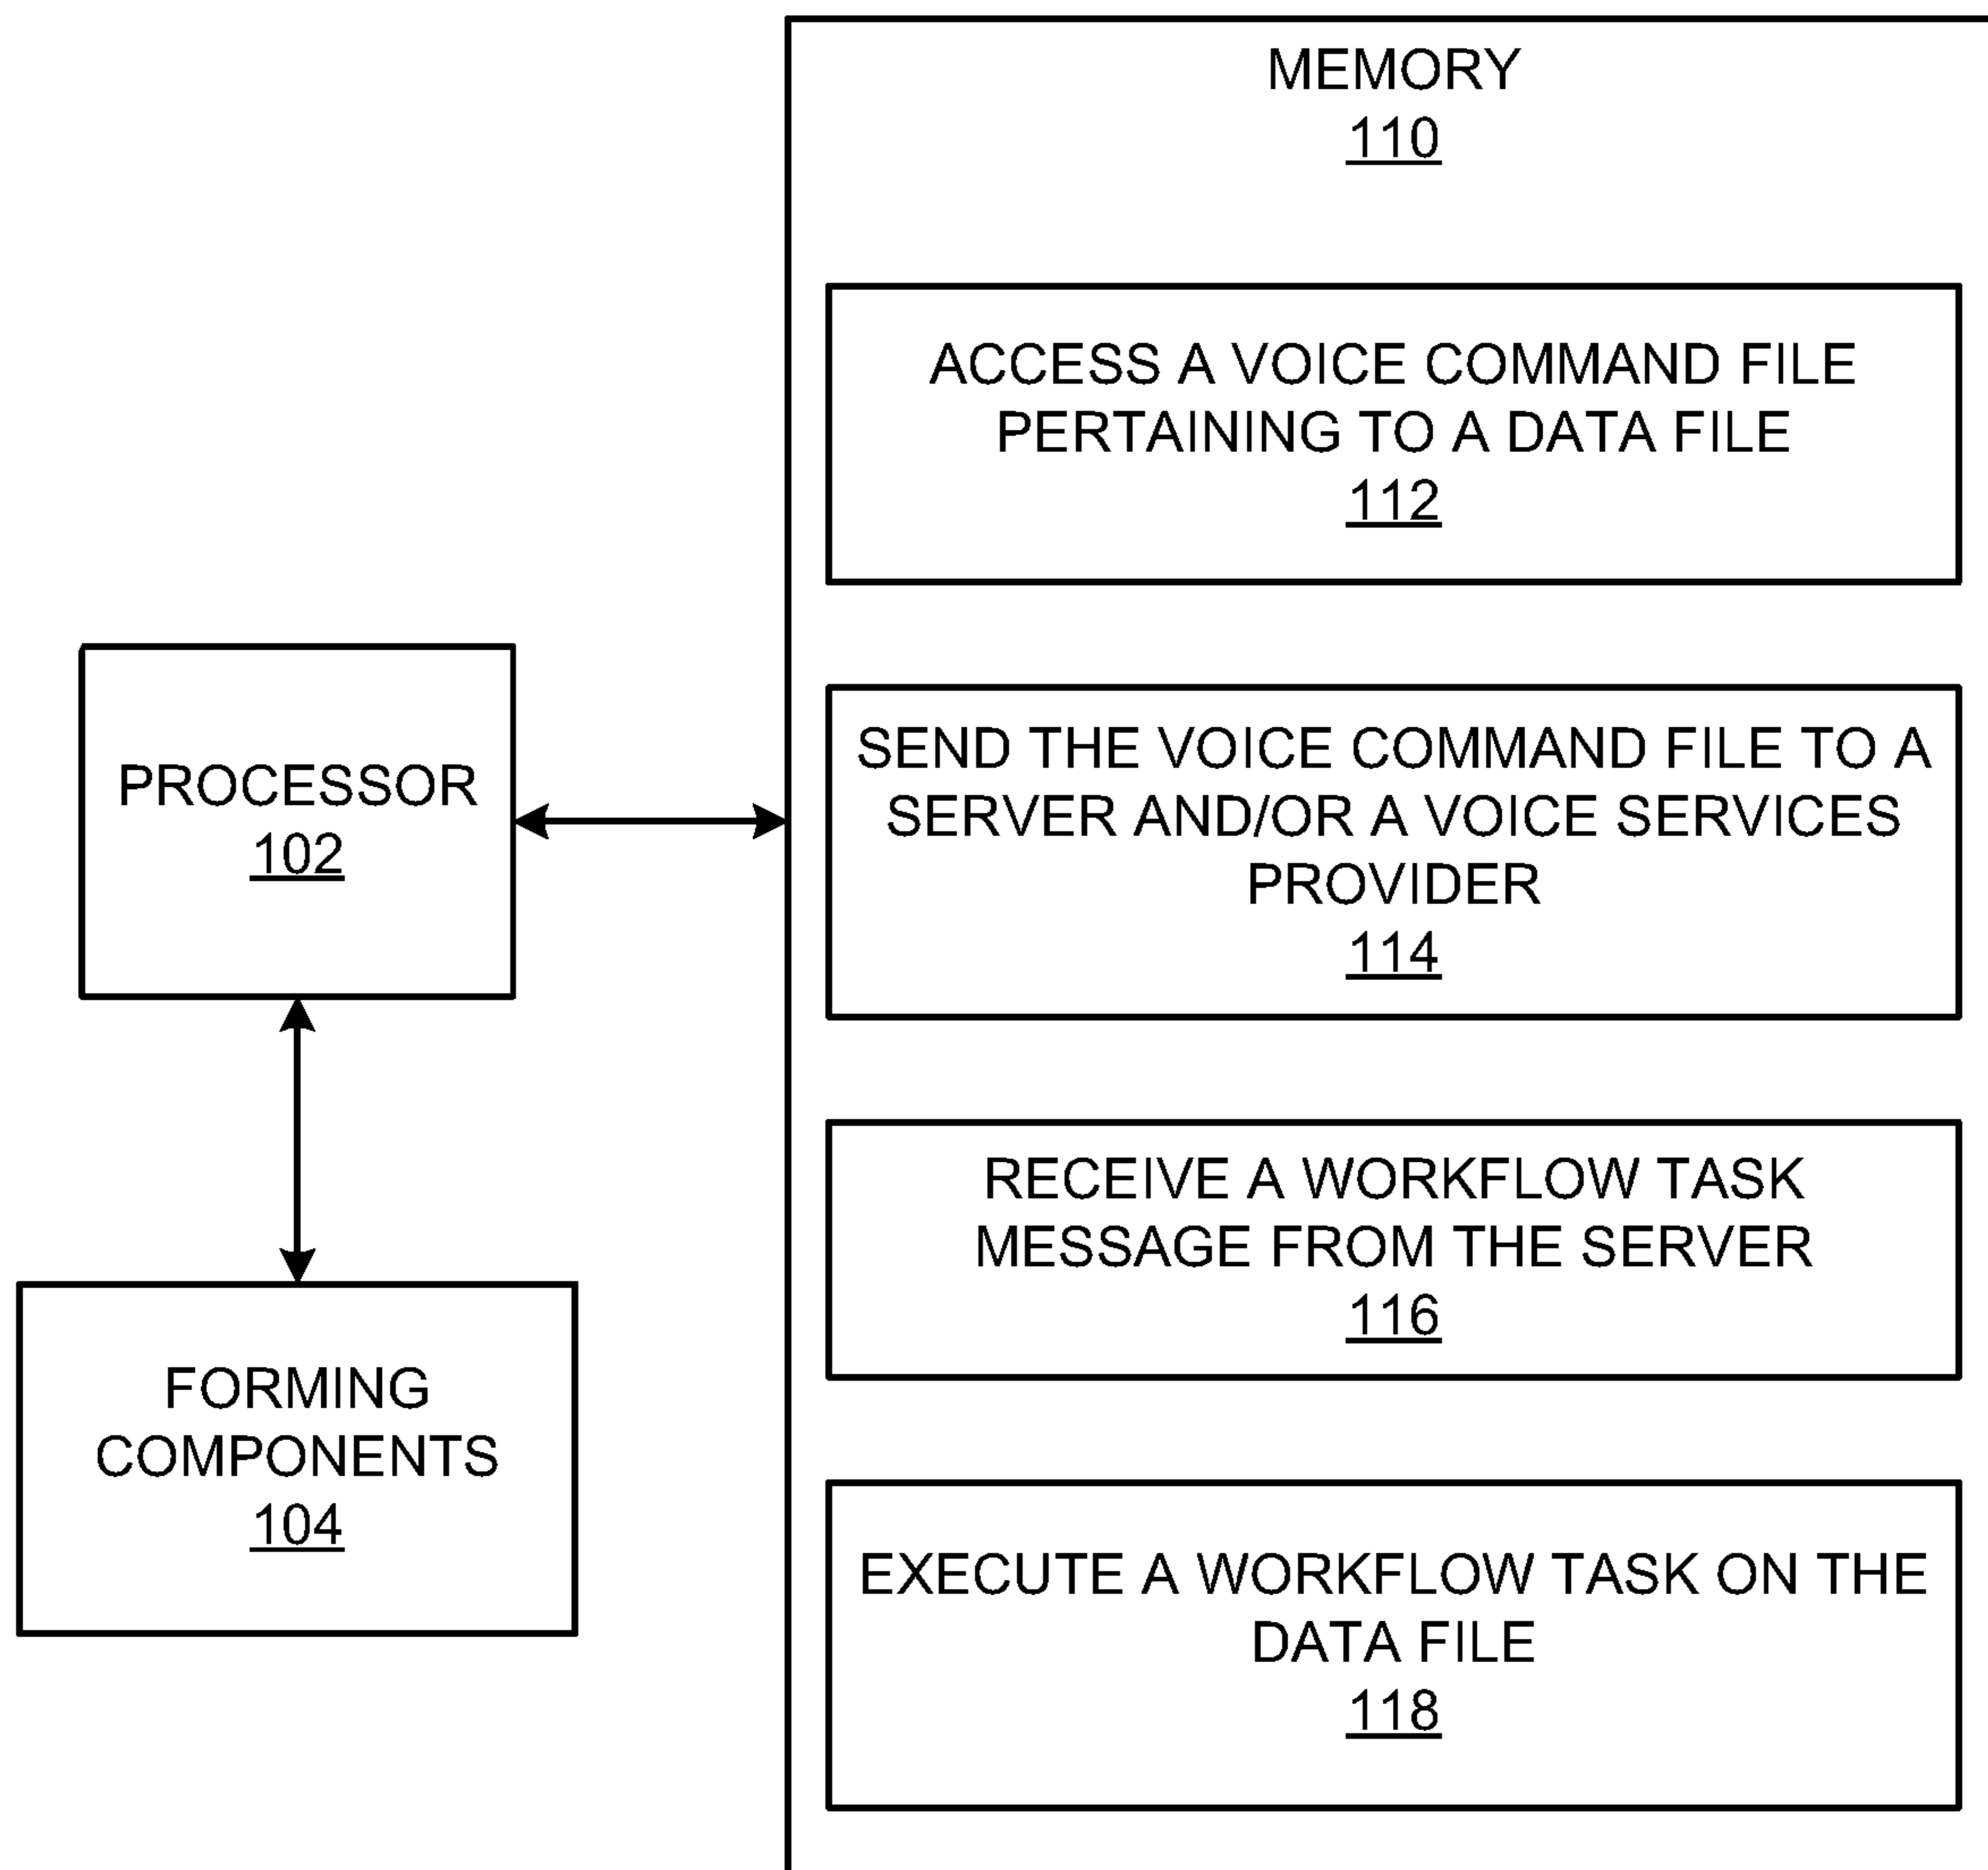 MEMORY
110
ACCESS A VOICE COMMAND FILE
PERTAINING TO A DATA FILE
112
SEND THE VOICE COMMAND FILE TO A
SERVER AND/OR A VOICE SERVICES
PROVIDER
114
RECEIVE A WORKFLOW TASK
MESSAGE FROM THE SERVER
116
EXECUTE A WORKFLOW TASK ON THE
DATA FILE
118
PROCESSOR
102
FORMING
COMPONENTS
104